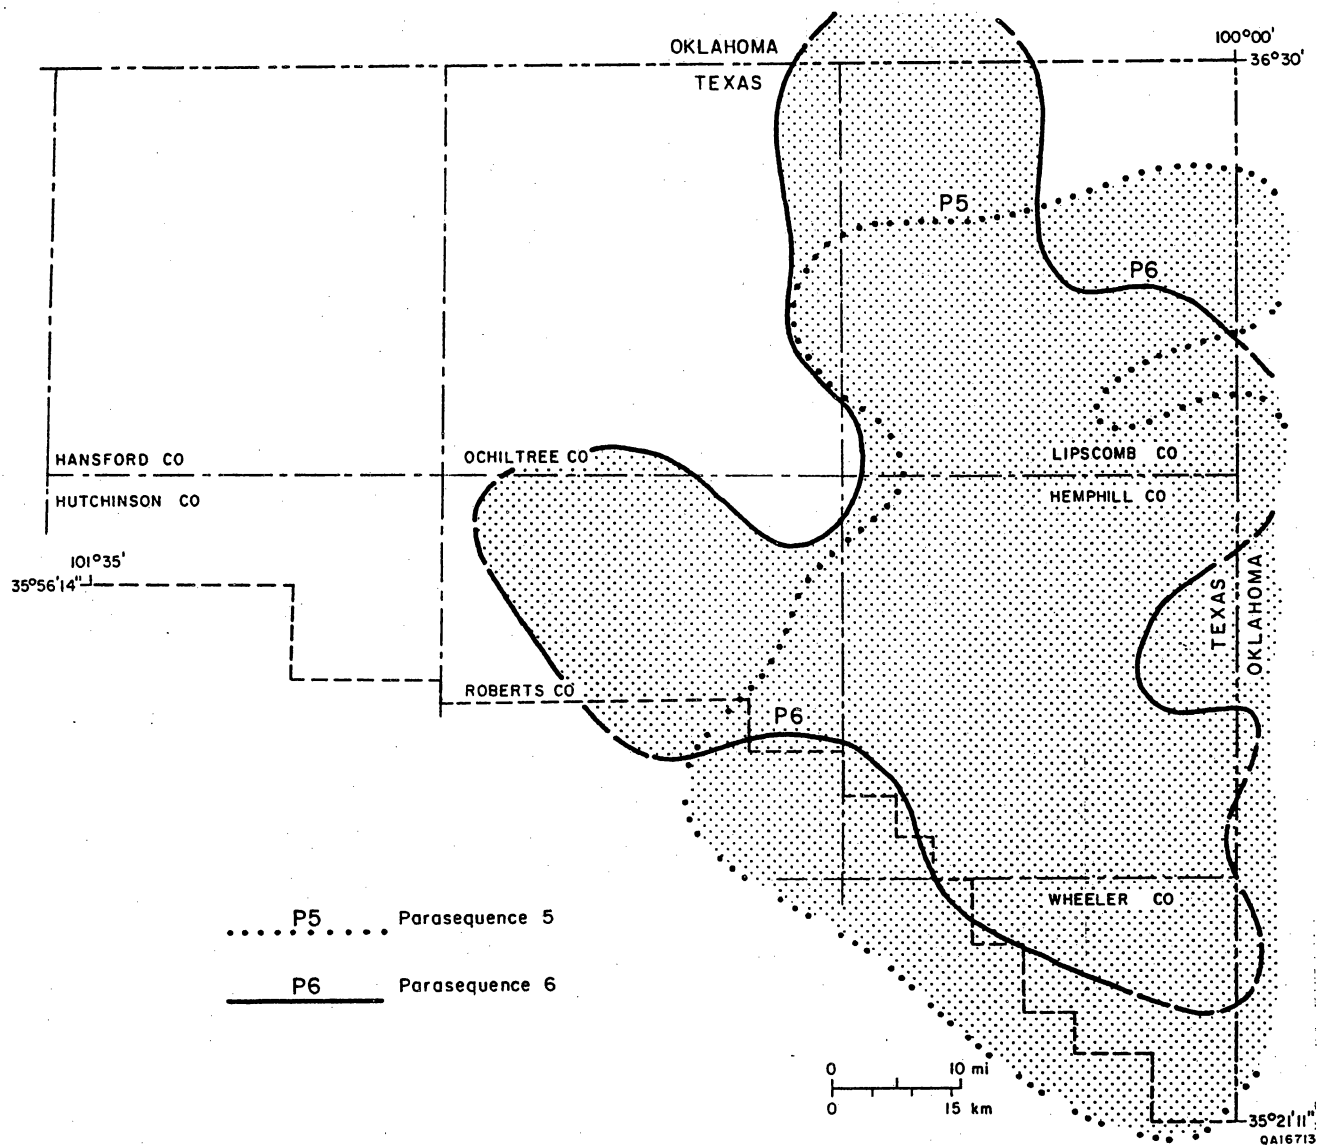 100°00'
OKLAHOMA
36°30'
TEXAS
P5
P6
HANSFORD CO
OCHILTREE CO
LIPSCOMB CO
HUTCHINSON CO
HEMPHILL CO
101°35'
35°56'14"
TEXAS
OKLAHOMA
ROBERTS CO
P6
WHEELER CO
P5 Parasequence 5
P6 Parasequence 6
0 10 mi
0 15 km
35°21'11"
QA16713